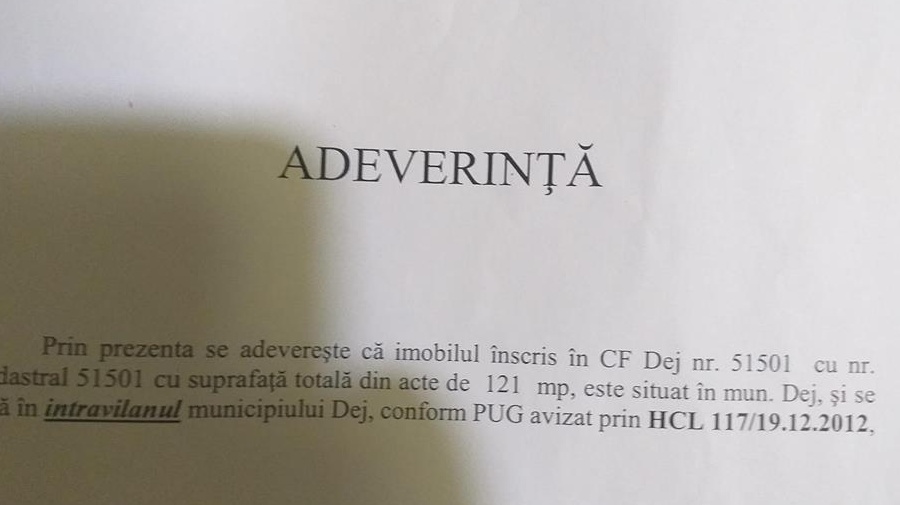 ADEVERINȚĂ
Prin prezenta se adeverește că imobilul înscris în CF Dej nr. 51501 cu nr.
dastral 51501 cu suprafață totală din acte de 121 mp, este situat în mun. Dej, și se
ă în intravilanul municipiului Dej, conform PUG avizat prin HCL 117/19.12.2012,